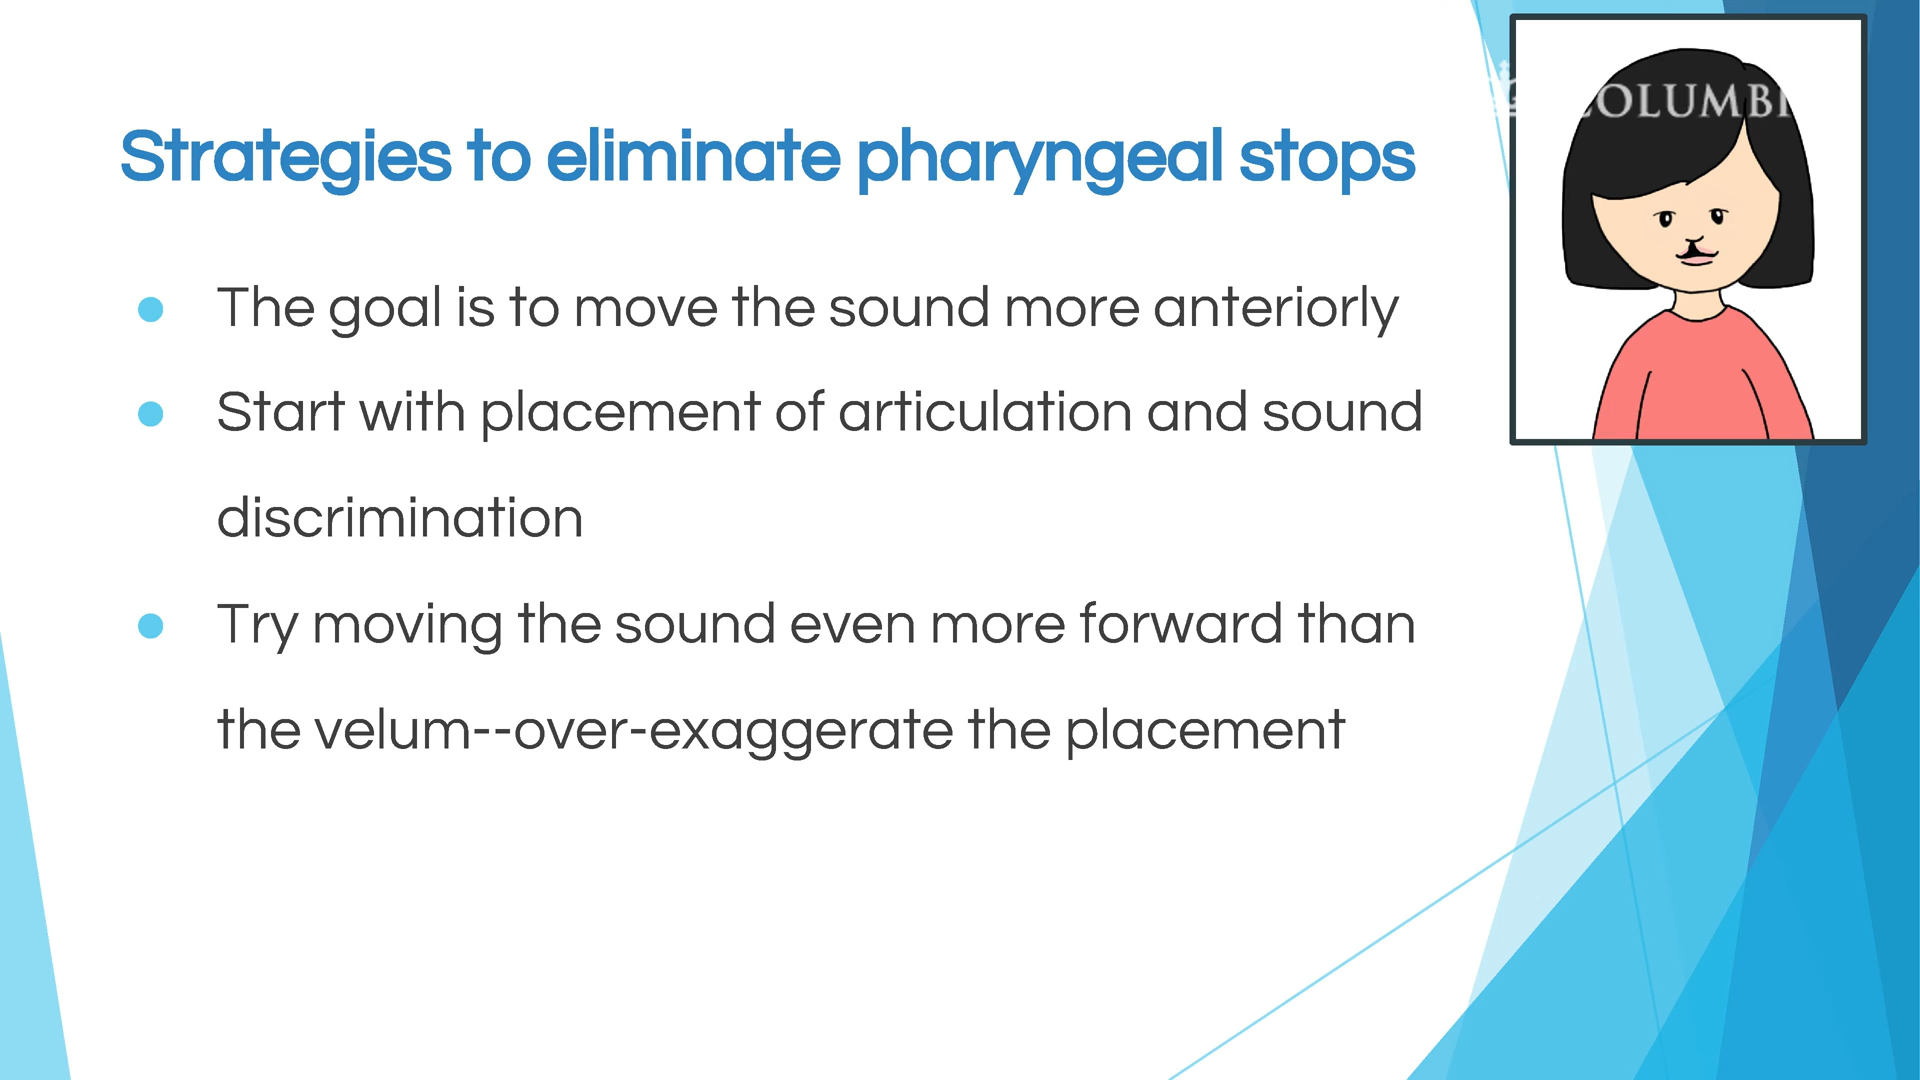 Strategies to eliminate pharyngeal stops
● The goal is to move the sound more anteriorly
● Start with placement of articulation and sound
discrimination
● Try moving the sound even more forward than
the velum--over-exaggerate the placement